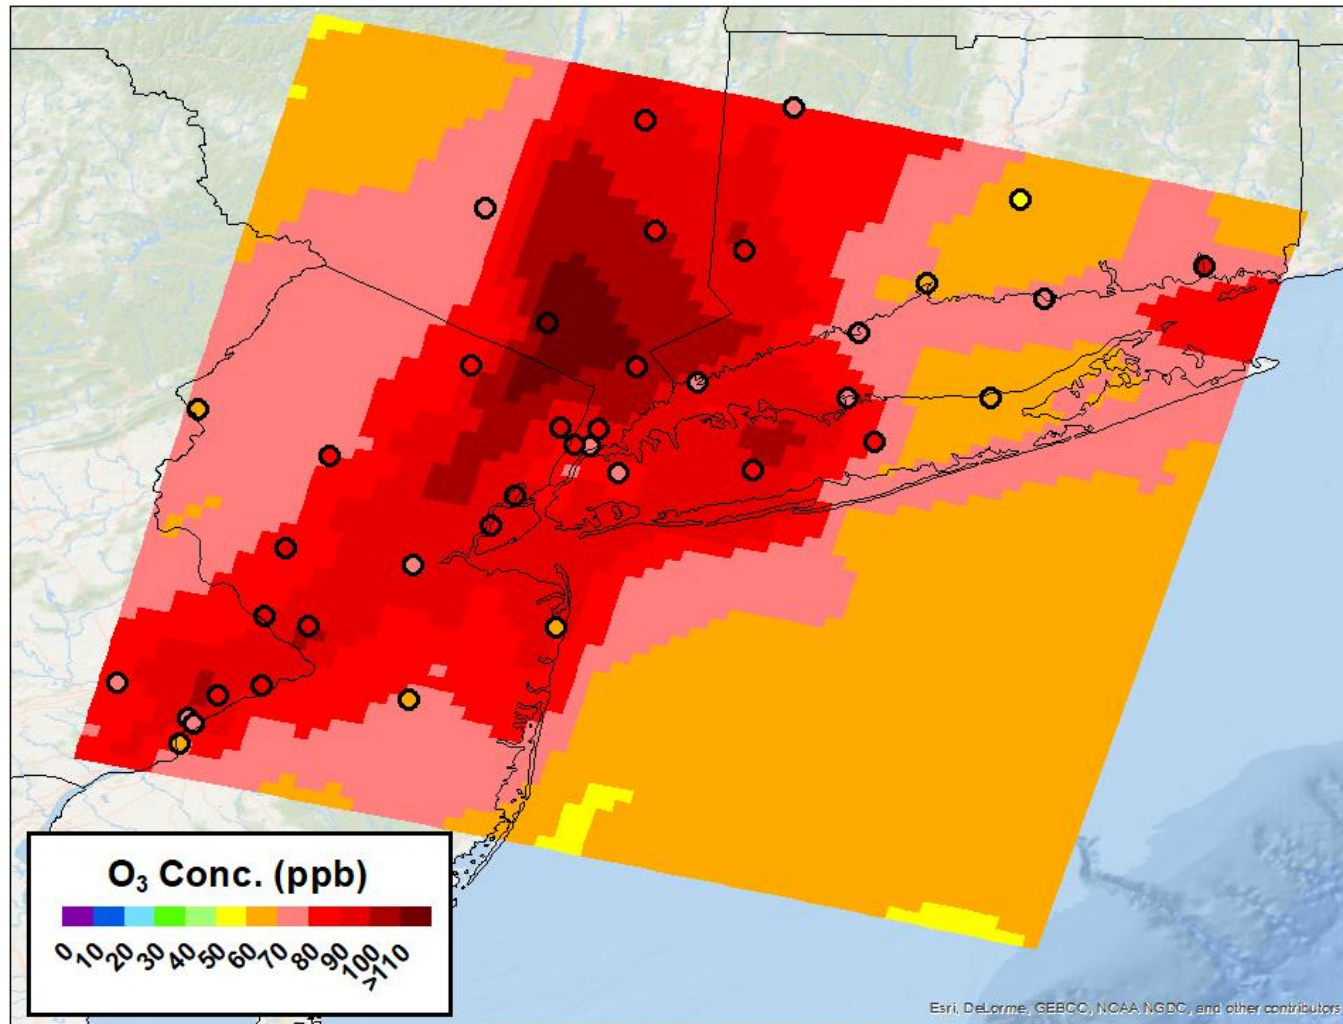 O₃ Conc. (ppb)
0 10 20 30 40 50 60 70 80 90 100 >110
Esri, DeLorme, GEBCO, NOAA NGDC, and other contributors